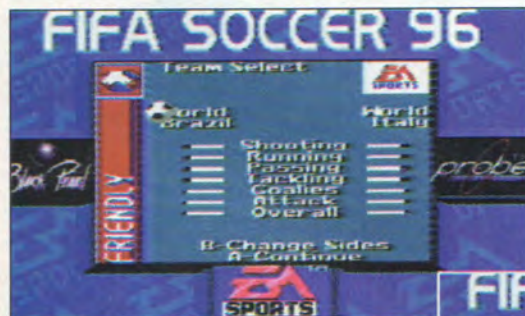 FIFA SOCCER 96
Team Select
EA
SPORTS
World World
Brazil Italy
Shooting
Running
Passing
Tackling
Goalies
Attack
Overall
Black Pearl
probe
FRIENDLY
B-Change Sides
A-Continue
EA
SPORTS
FIF